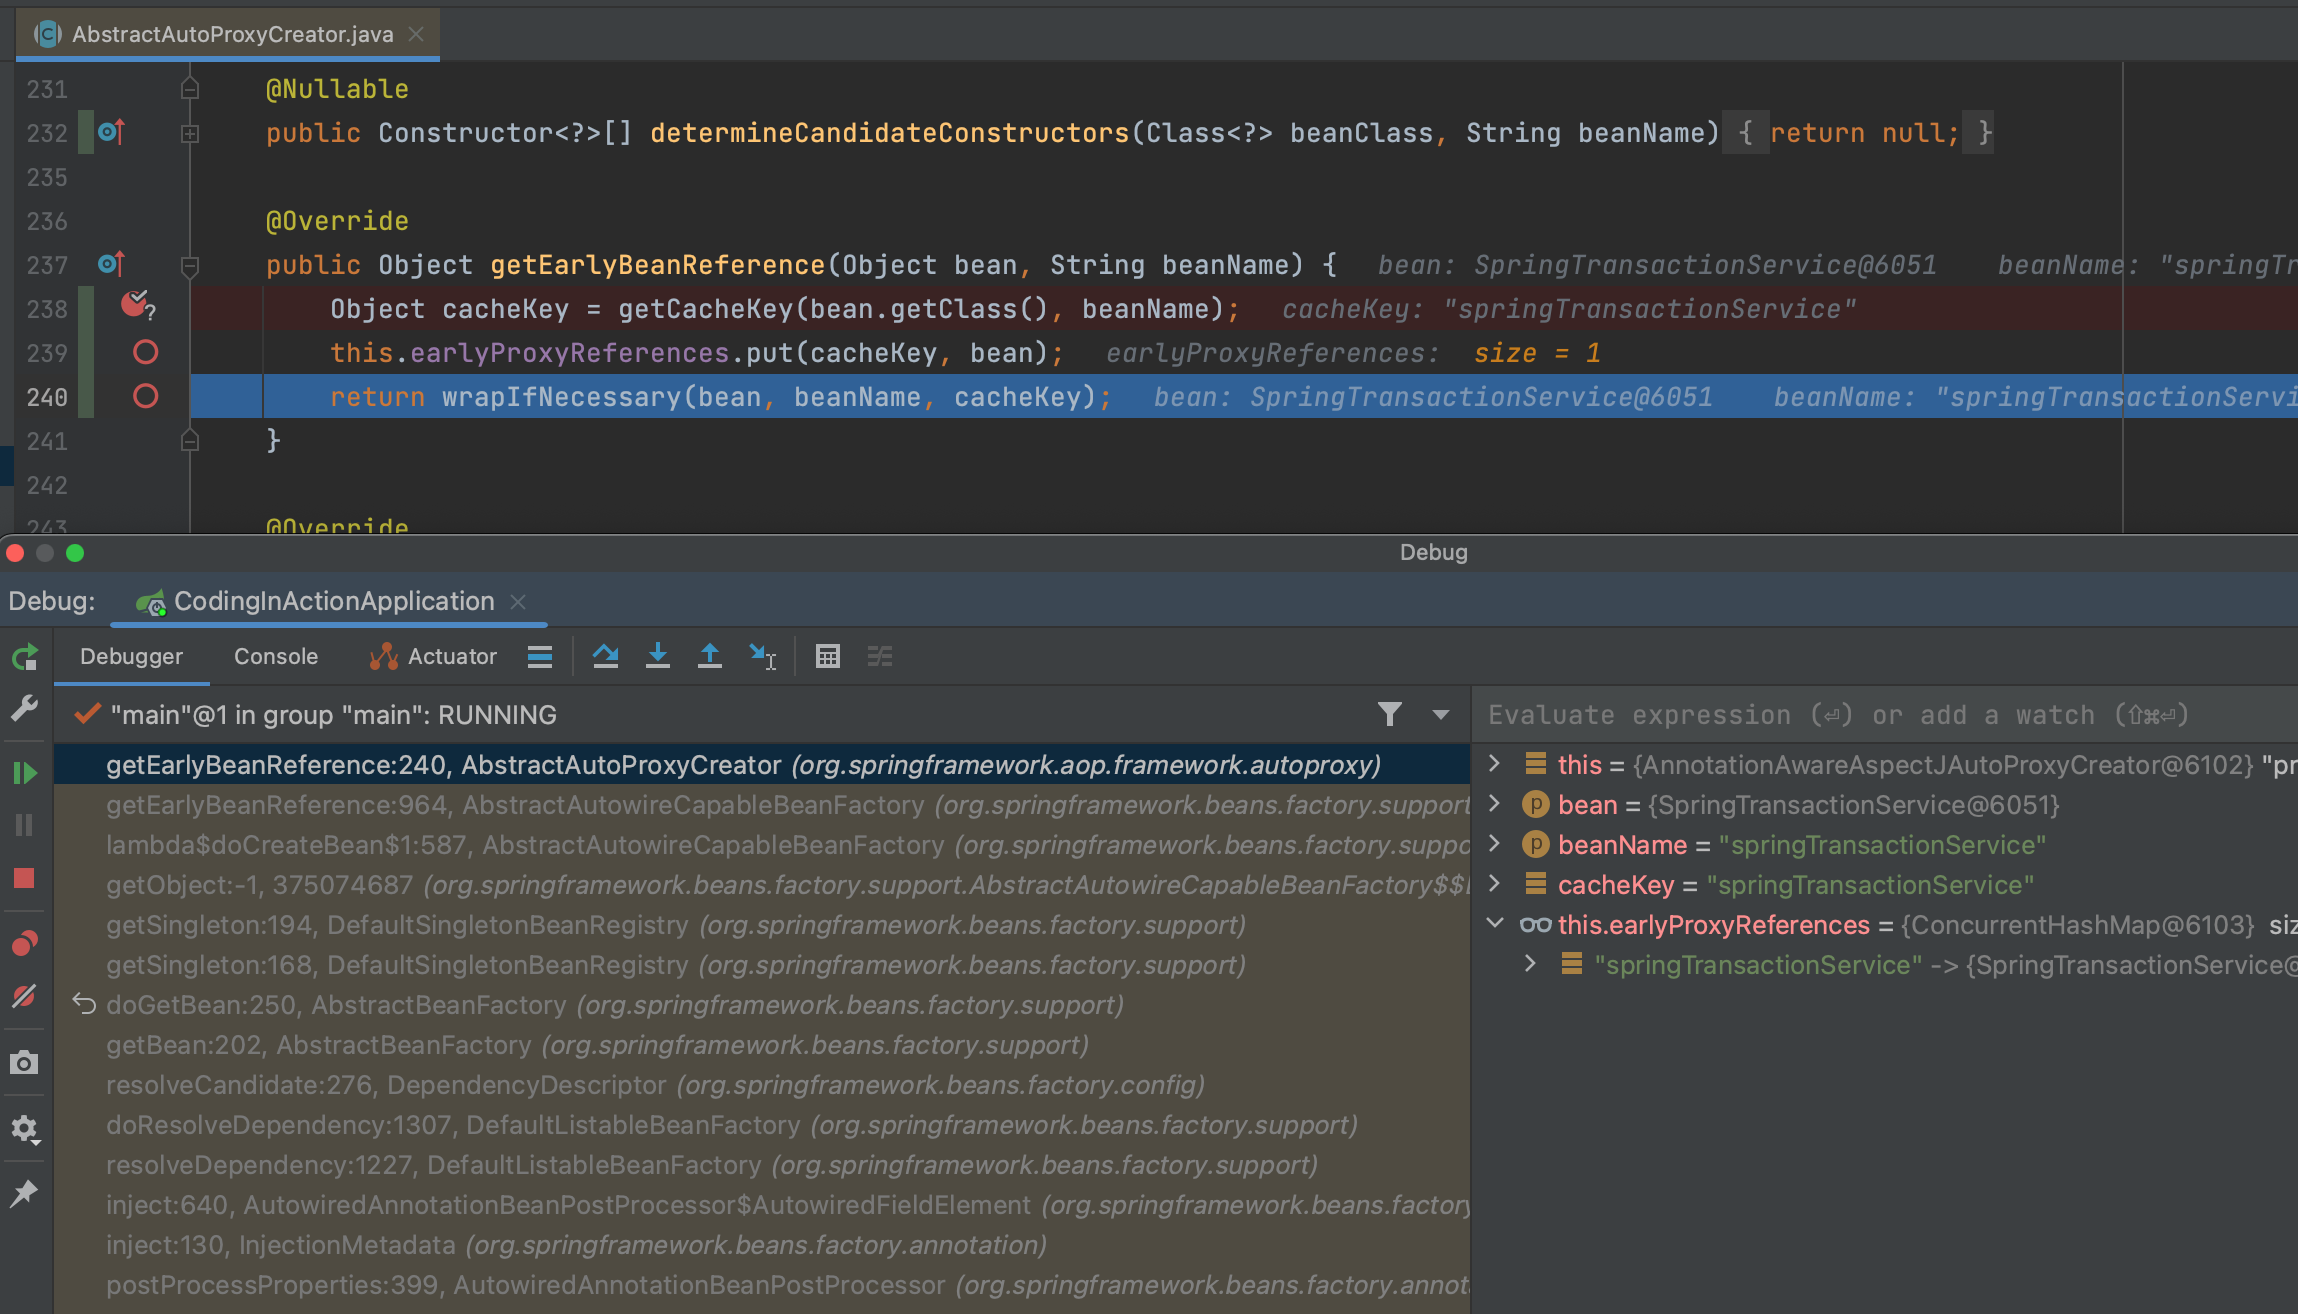 AbstractAutoProxyCreator.java
231 @Nullable
232 public Constructor<?>[] determineCandidateConstructors(Class<?> beanClass, String beanName) { return null; }
235
236 @Override
237 public Object getEarlyBeanReference(Object bean, String beanName) { bean: SpringTransactionService@6051 beanName: "springTr
238 Object cacheKey = getCacheKey(bean.getClass(), beanName); cacheKey: "springTransactionService"
239 this.earlyProxyReferences.put(cacheKey, bean); earlyProxyReferences: size = 1
240 return wrapIfNecessary(bean, beanName, cacheKey); bean: SpringTransactionService@6051 beanName: "springTransactionServi
241 }
242
243 @Override
Debug
Debug: CodingInActionApplication
Debugger Console Actuator
"main"@1 in group "main": RUNNING
Evaluate expression (⏎) or add a watch (⇧⌘⏎)
getEarlyBeanReference:240, AbstractAutoProxyCreator (org.springframework.aop.framework.autoproxy)
getEarlyBeanReference:964, AbstractAutowireCapableBeanFactory (org.springframework.beans.factory.support
lambda$doCreateBean$1:587, AbstractAutowireCapableBeanFactory (org.springframework.beans.factory.suppo
getObject:-1, 375074687 (org.springframework.beans.factory.support.AbstractAutowireCapableBeanFactory$$L
getSingleton:194, DefaultSingletonBeanRegistry (org.springframework.beans.factory.support)
getSingleton:168, DefaultSingletonBeanRegistry (org.springframework.beans.factory.support)
doGetBean:250, AbstractBeanFactory (org.springframework.beans.factory.support)
getBean:202, AbstractBeanFactory (org.springframework.beans.factory.support)
resolveCandidate:276, DependencyDescriptor (org.springframework.beans.factory.config)
doResolveDependency:1307, DefaultListableBeanFactory (org.springframework.beans.factory.support)
resolveDependency:1227, DefaultListableBeanFactory (org.springframework.beans.factory.support)
inject:640, AutowiredAnnotationBeanPostProcessor$AutowiredFieldElement (org.springframework.beans.factory
inject:130, InjectionMetadata (org.springframework.beans.factory.annotation)
postProcessProperties:399, AutowiredAnnotationBeanPostProcessor (org.springframework.beans.factory.annot
this = {AnnotationAwareAspectJAutoProxyCreator@6102} "pr
bean = {SpringTransactionService@6051}
beanName = "springTransactionService"
cacheKey = "springTransactionService"
this.earlyProxyReferences = {ConcurrentHashMap@6103} siz
"springTransactionService" -> {SpringTransactionService@